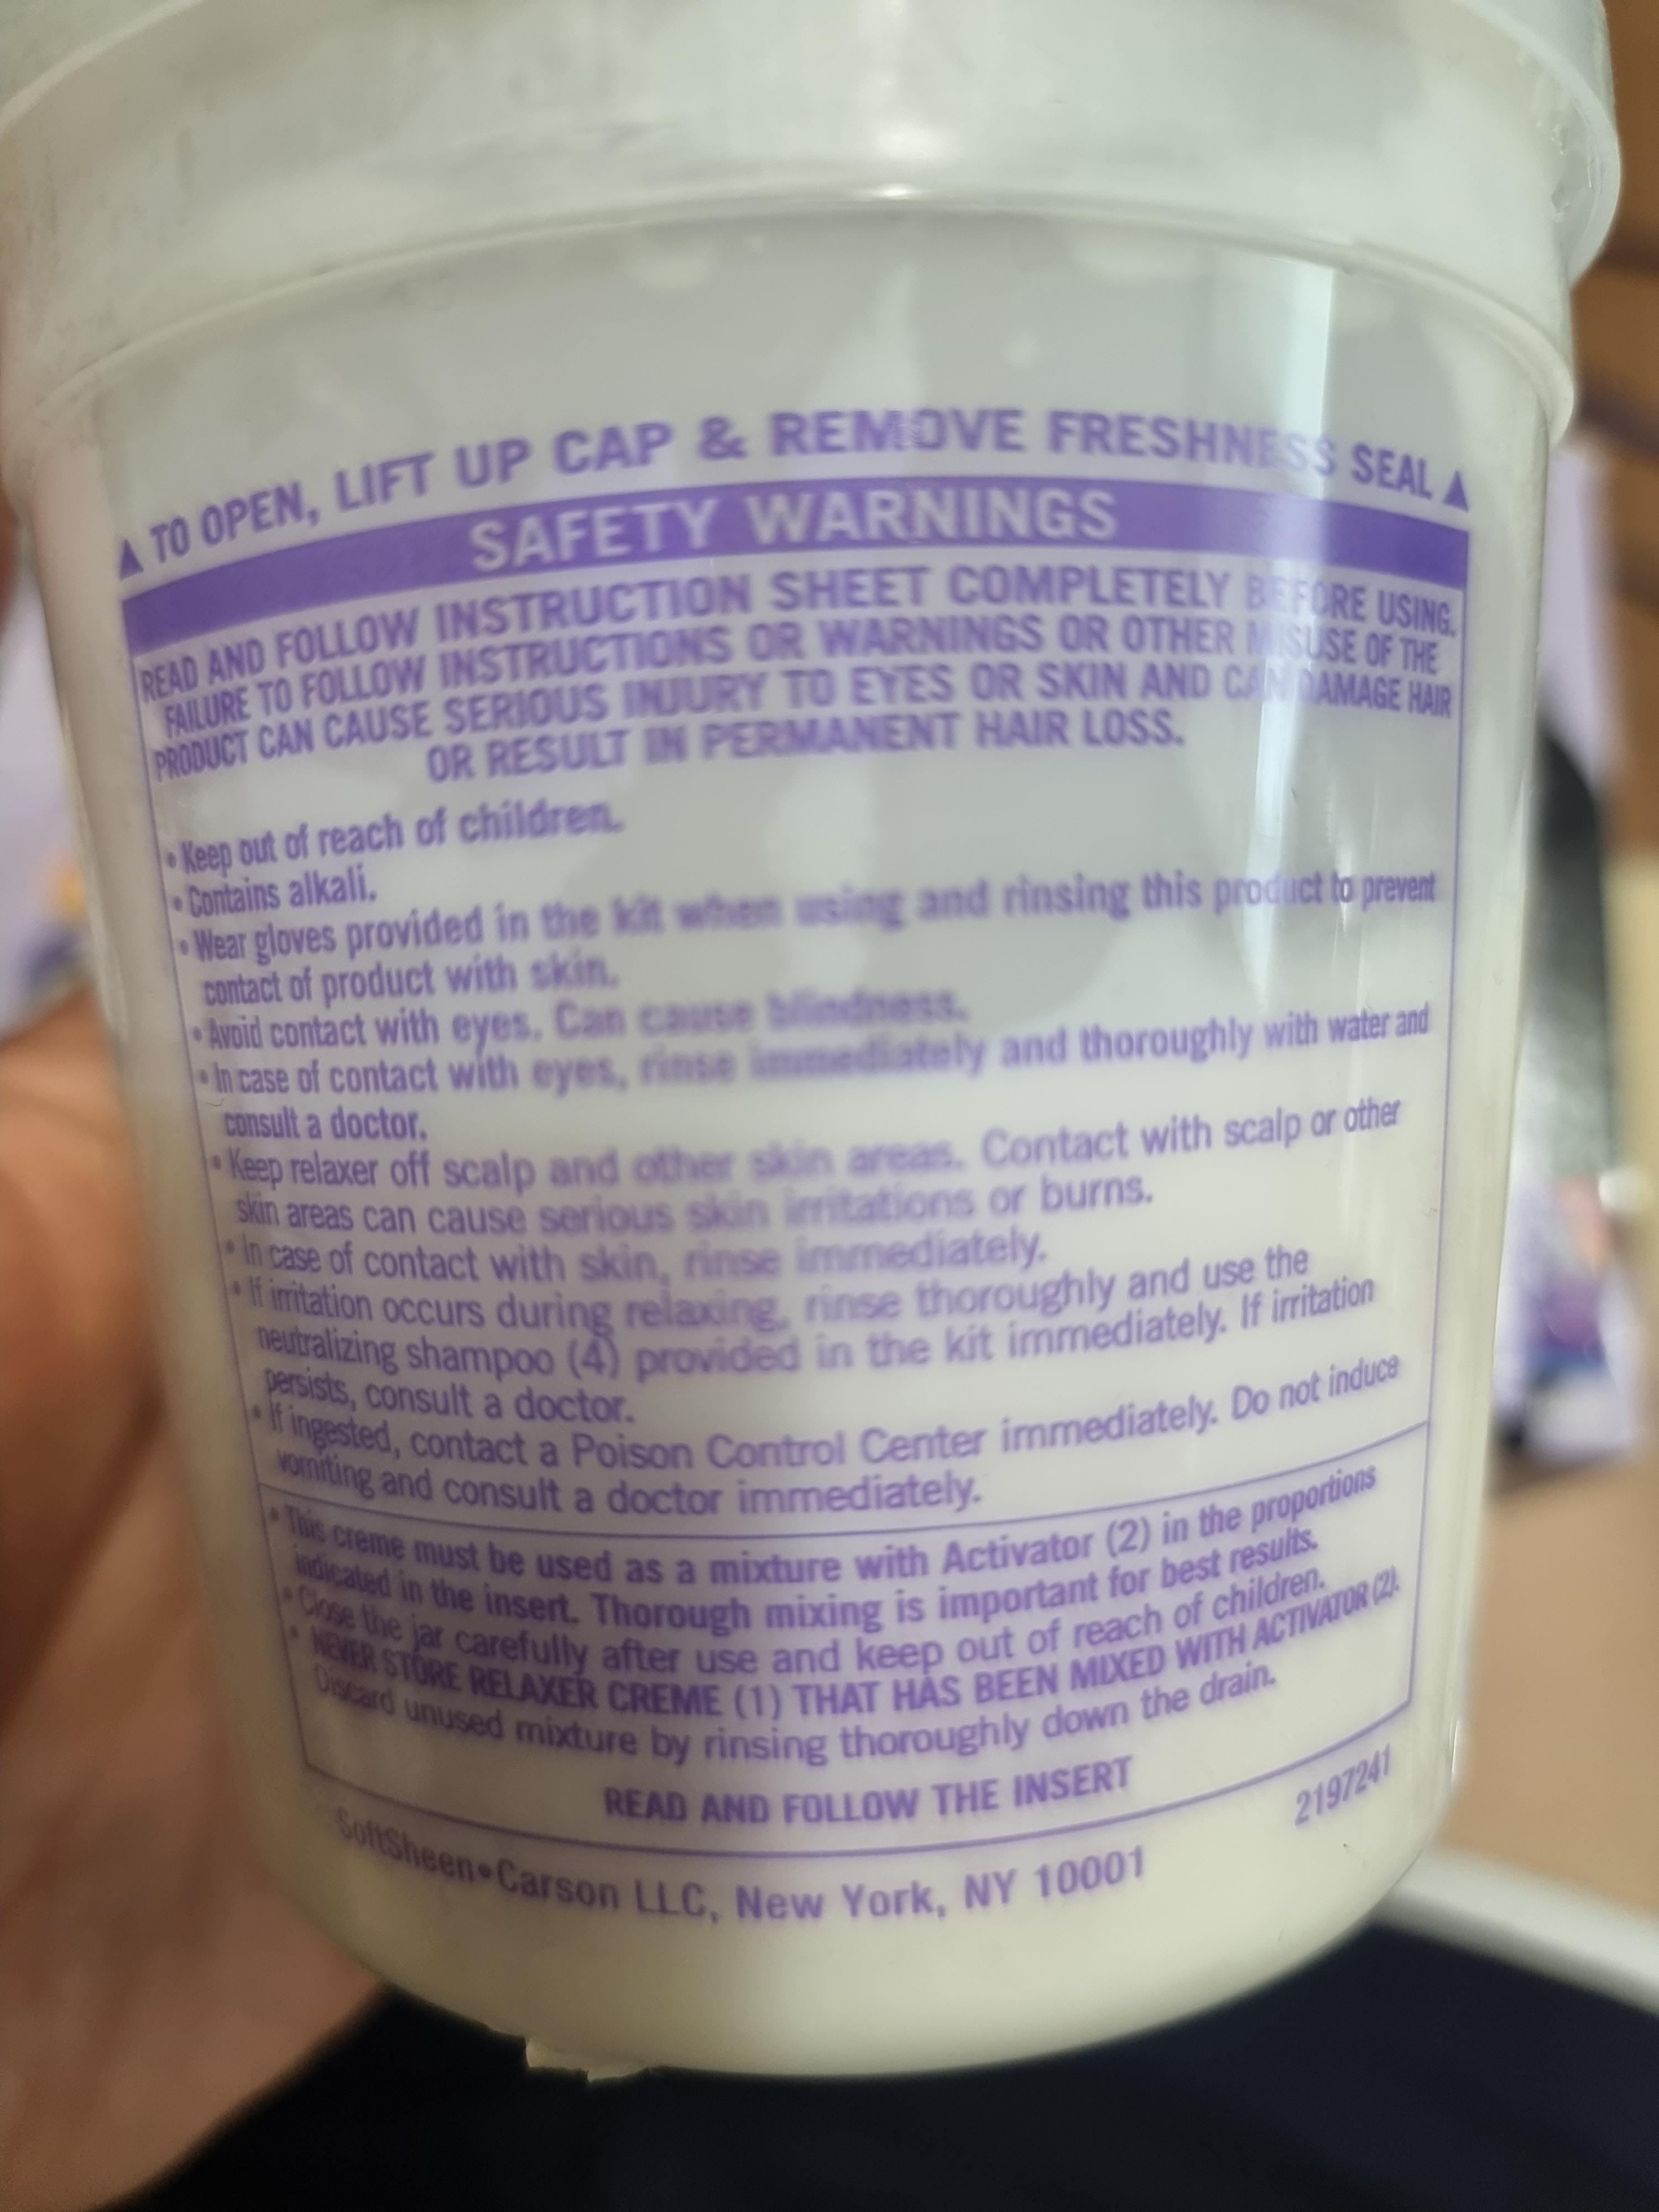 ▲ TO OPEN, LIFT UP CAP & REMOVE FRESHNESS SEAL ▲
SAFETY WARNINGS
READ AND FOLLOW INSTRUCTION SHEET COMPLETELY BEFORE USING.
FAILURE TO FOLLOW INSTRUCTIONS OR WARNINGS OR OTHER MISUSE OF THE
PRODUCT CAN CAUSE SERIOUS INJURY TO EYES OR SKIN AND CAN DAMAGE HAIR
OR RESULT IN PERMANENT HAIR LOSS.
• Keep out of reach of children.
• Contains alkali.
• Wear gloves provided in the kit when using and rinsing this product to prevent
contact of product with skin.
• Avoid contact with eyes. Can cause blindness.
• In case of contact with eyes, rinse immediately and thoroughly with water and
consult a doctor.
• Keep relaxer off scalp and other skin areas. Contact with scalp or other
skin areas can cause serious skin irritations or burns.
• In case of contact with skin, rinse immediately.
• If irritation occurs during relaxing, rinse thoroughly and use the
neutralizing shampoo (4) provided in the kit immediately. If irritation
persists, consult a doctor.
• If ingested, contact a Poison Control Center immediately. Do not induce
vomiting and consult a doctor immediately.
• This creme must be used as a mixture with Activator (2) in the proportions
indicated in the insert. Thorough mixing is important for best results.
• Close the jar carefully after use and keep out of reach of children.
• NEVER STORE RELAXER CREME (1) THAT HAS BEEN MIXED WITH ACTIVATOR (2).
Discard unused mixture by rinsing thoroughly down the drain.
READ AND FOLLOW THE INSERT
SoftSheen•Carson LLC, New York, NY 10001
2197241